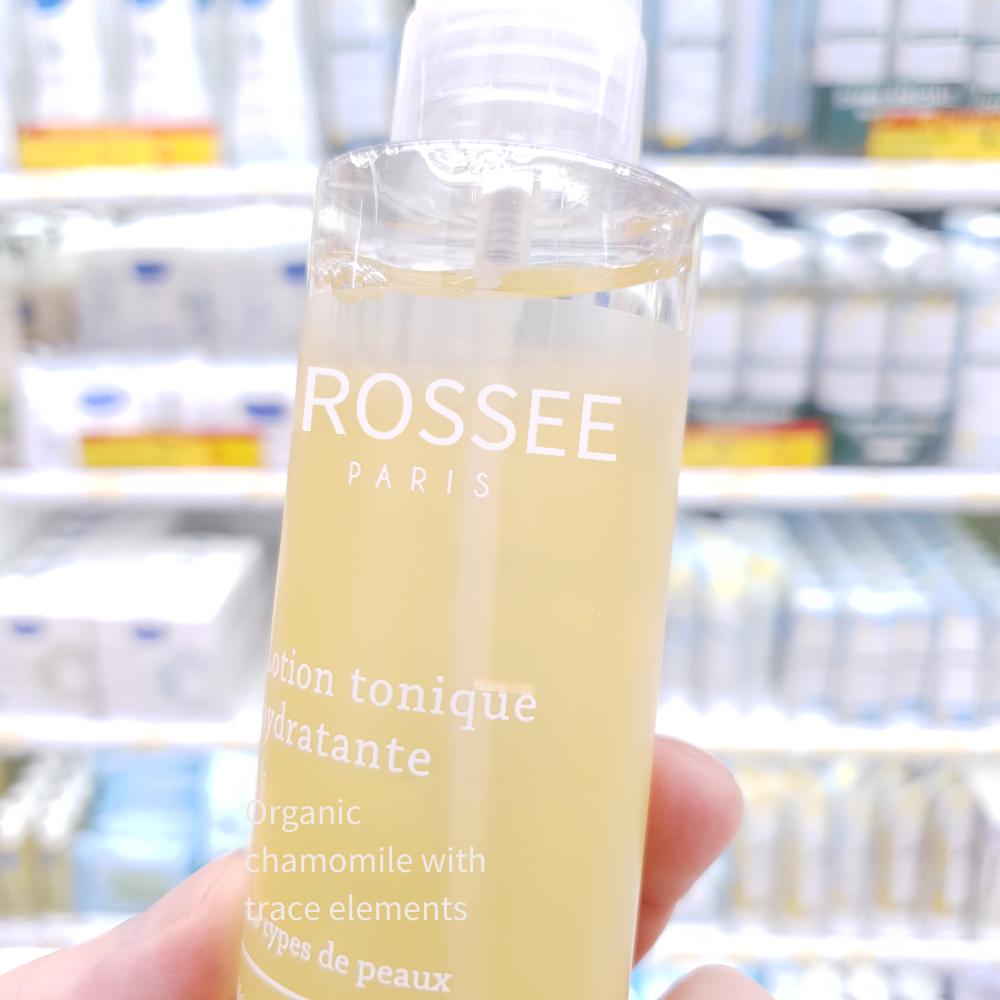 ROSSEE
PARIS
otion tonique
ydratante
Organic
chamomile with
trace elements
types de peaux